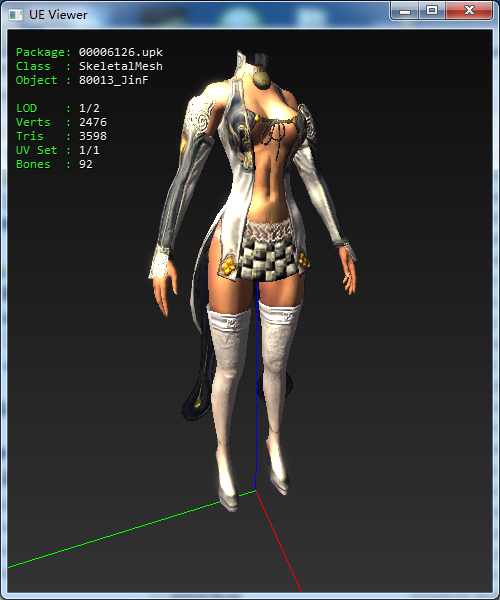 UE Viewer
Package: 00006126.upk
Class  : SkeletalMesh
Object : 80013_JinF
LOD    : 1/2
Verts  : 2476
Tris   : 3598
UV Set : 1/1
Bones  : 92